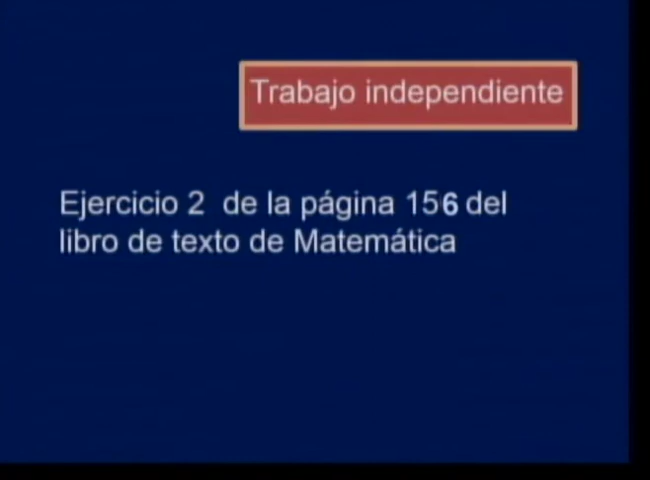 Trabajo independiente
Ejercicio 2 de la página 156 del
libro de texto de Matemática